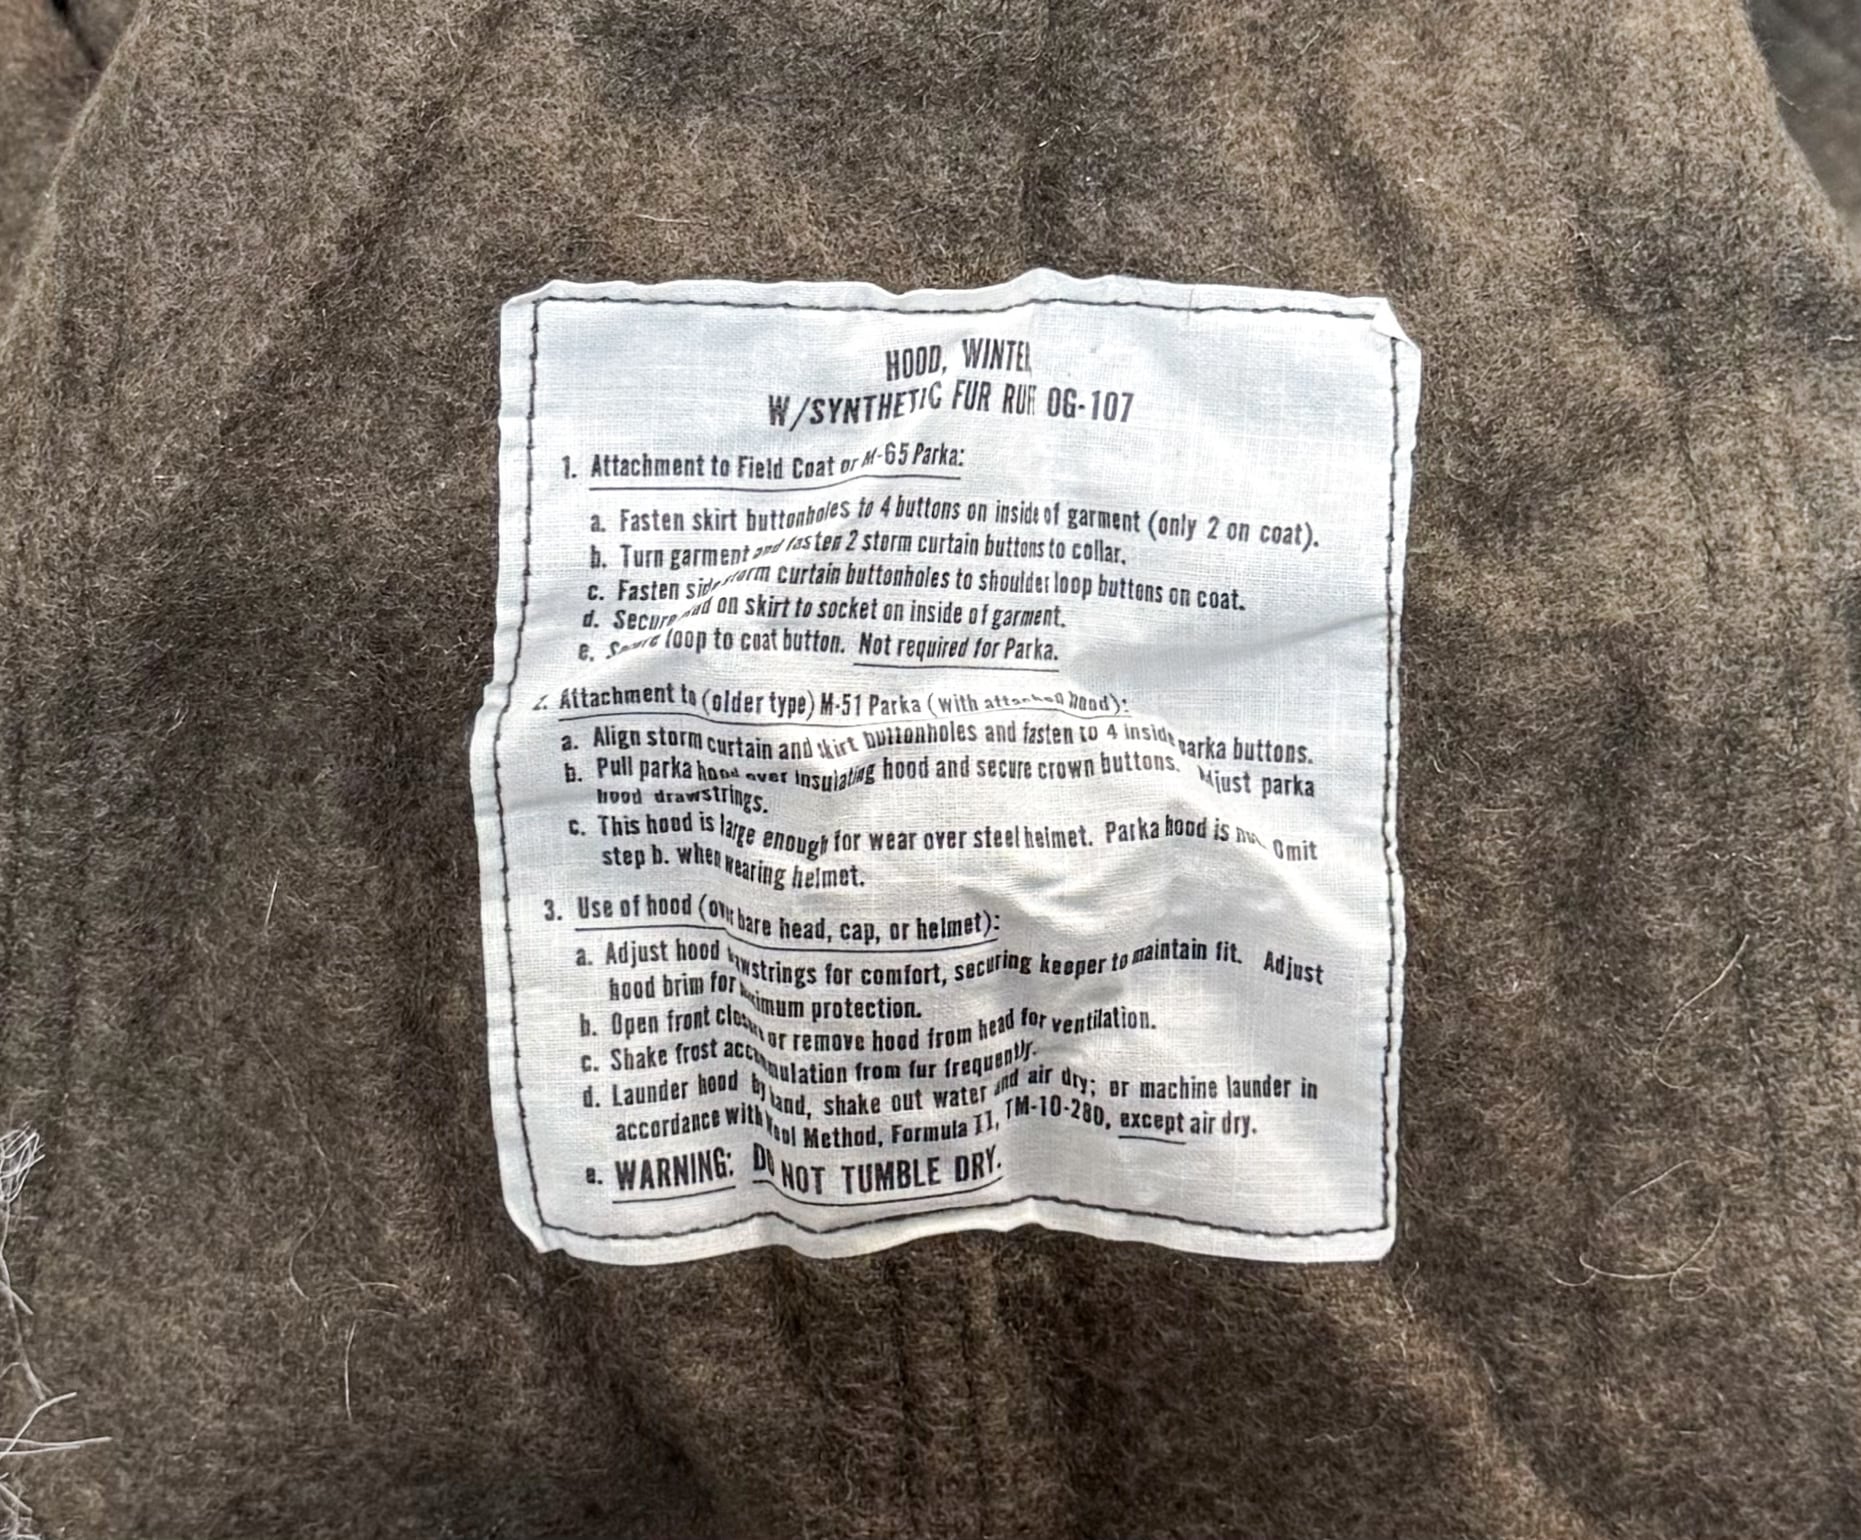 HOOD, WINTER
W/SYNTHETIC FUR RUFF OG-107
1. Attachment to Field Coat or M-65 Parka:
a. Fasten skirt buttonholes to 4 buttons on inside of garment (only 2 on coat).
b. Turn garment and fasten 2 storm curtain buttons to collar.
c. Fasten side storm curtain buttonholes to shoulder loop buttons on coat.
d. Secure on skirt to socket on inside of garment.
e. Secure loop to coat button. Not required for Parka.
2. Attachment to (older type) M-51 Parka (with attached hood):
a. Align storm curtain and skirt buttonholes and fasten to 4 inside parka buttons.
b. Pull parka hood over insulating hood and secure crown buttons. Adjust parka
hood drawstrings.
c. This hood is large enough for wear over steel helmet. Parka hood is not. Omit
step b. when wearing helmet.
3. Use of hood (over bare head, cap, or helmet):
a. Adjust hood drawstrings for comfort, securing keeper to maintain fit. Adjust
hood brim for maximum protection.
b. Open front closure or remove hood from head for ventilation.
c. Shake frost accumulation from fur frequently.
d. Launder hood by hand, shake out water and air dry; or machine launder in
accordance with Wool Method, Formula II, TM-10-280, except air dry.
e. WARNING: DO NOT TUMBLE DRY.